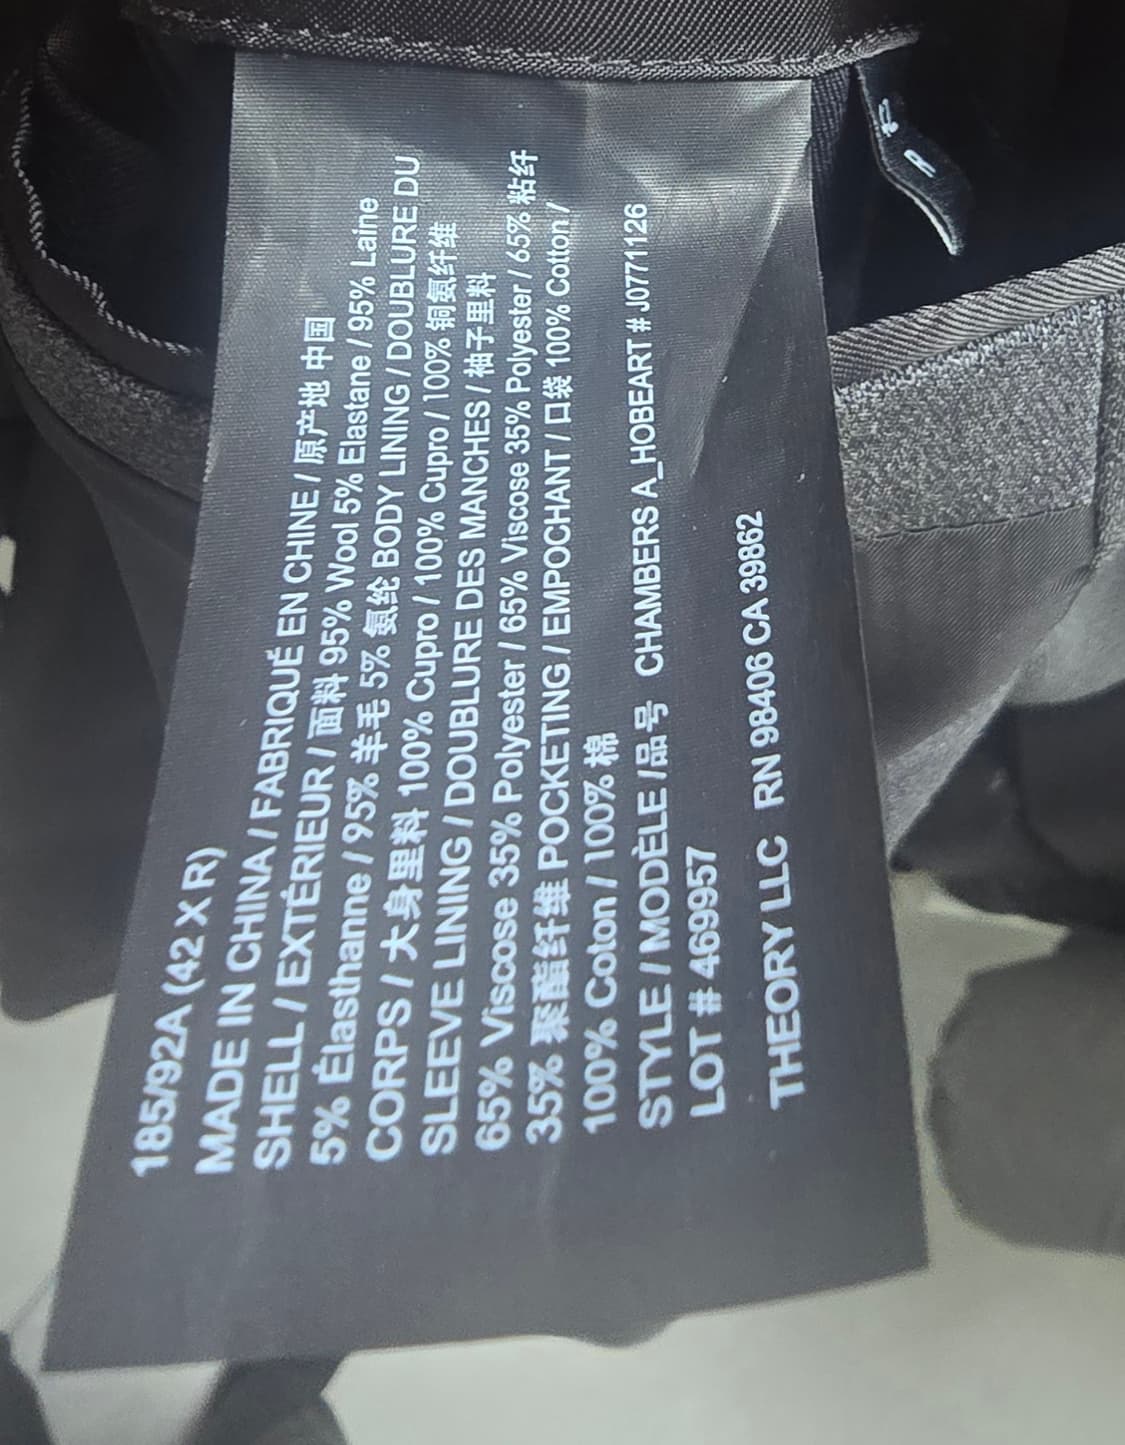 185/92A (42 X R)
MADE IN CHINA / FABRIQUÉ EN CHINE / 原产地 中国
SHELL / EXTÉRIEUR / 面料 95% Wool 5% Elastane / 95% Laine
5% Élasthanne / 95% 羊毛 5% 氨纶 BODY LINING / DOUBLURE DU
CORPS / 大身里料 100% Cupro / 100% Cupro / 100% 铜氨纤维
SLEEVE LINING / DOUBLURE DES MANCHES / 袖子里料
65% Viscose 35% Polyester / 65% Viscose 35% Polyester / 65% 粘纤
35% 聚酯纤维 POCKETING / EMPOCHANT / 口袋 100% Cotton /
100% Coton / 100% 棉
STYLE / MODÈLE /品号 CHAMBERS A_HOBEART # J0771126
LOT # 469957
THEORY LLC RN 98406 CA 39862
R